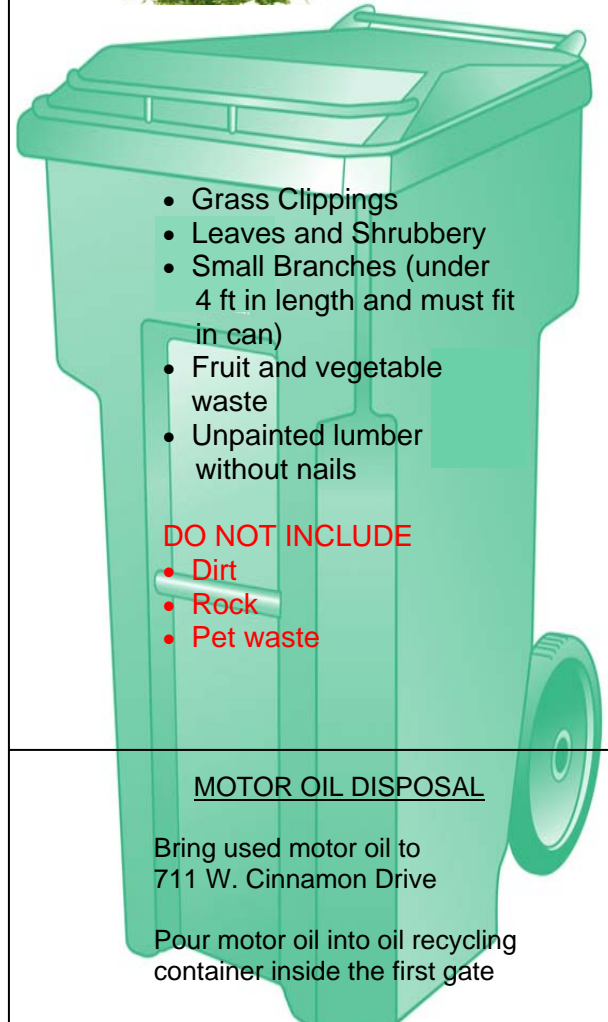 • Grass Clippings
• Leaves and Shrubbery
• Small Branches (under
4 ft in length and must fit
in can)
• Fruit and vegetable
waste
• Unpainted lumber
without nails
DO NOT INCLUDE
• Dirt
• Rock
• Pet waste
MOTOR OIL DISPOSAL
Bring used motor oil to
711 W. Cinnamon Drive
Pour motor oil into oil recycling
container inside the first gate